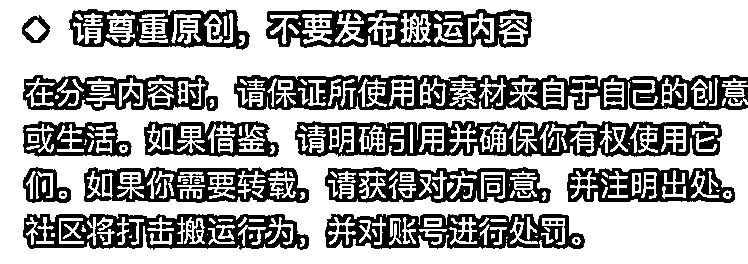 ◇ 请尊重原创，不要发布搬运内容
在分享内容时，请保证所使用的素材来自于自己的创意
或生活。如果借鉴，请明确引用并确保你有权使用它
们。如果你需要转载，请获得对方同意，并注明出处。
社区将打击搬运行为，并对账号进行处罚。